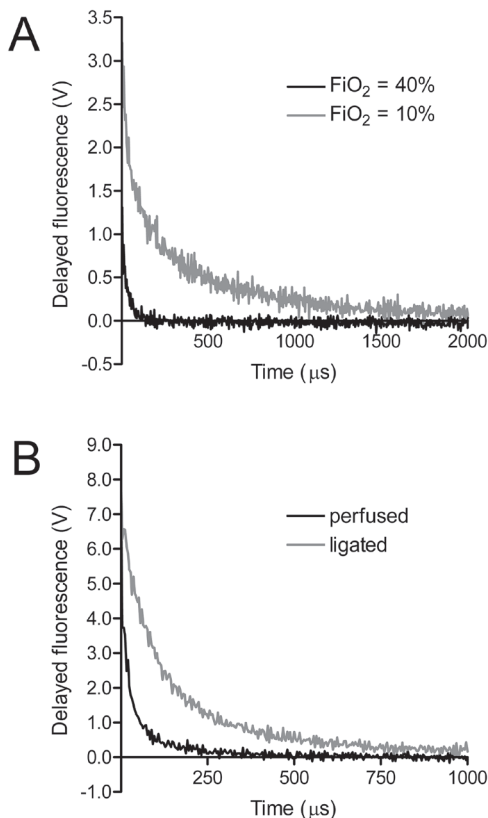 A
3.5
3.0
2.5
2.0
1.5
1.0
0.5
0.0
-0.5
Delayed fluorescence (V)
FiO₂ = 40%
FiO₂ = 10%
500
1000
1500
2000
Time (μs)
B
9.0
8.0
7.0
6.0
5.0
4.0
3.0
2.0
1.0
0.0
-1.0
Delayed fluorescence (V)
perfused
ligated
250
500
750
1000
Time (μs)